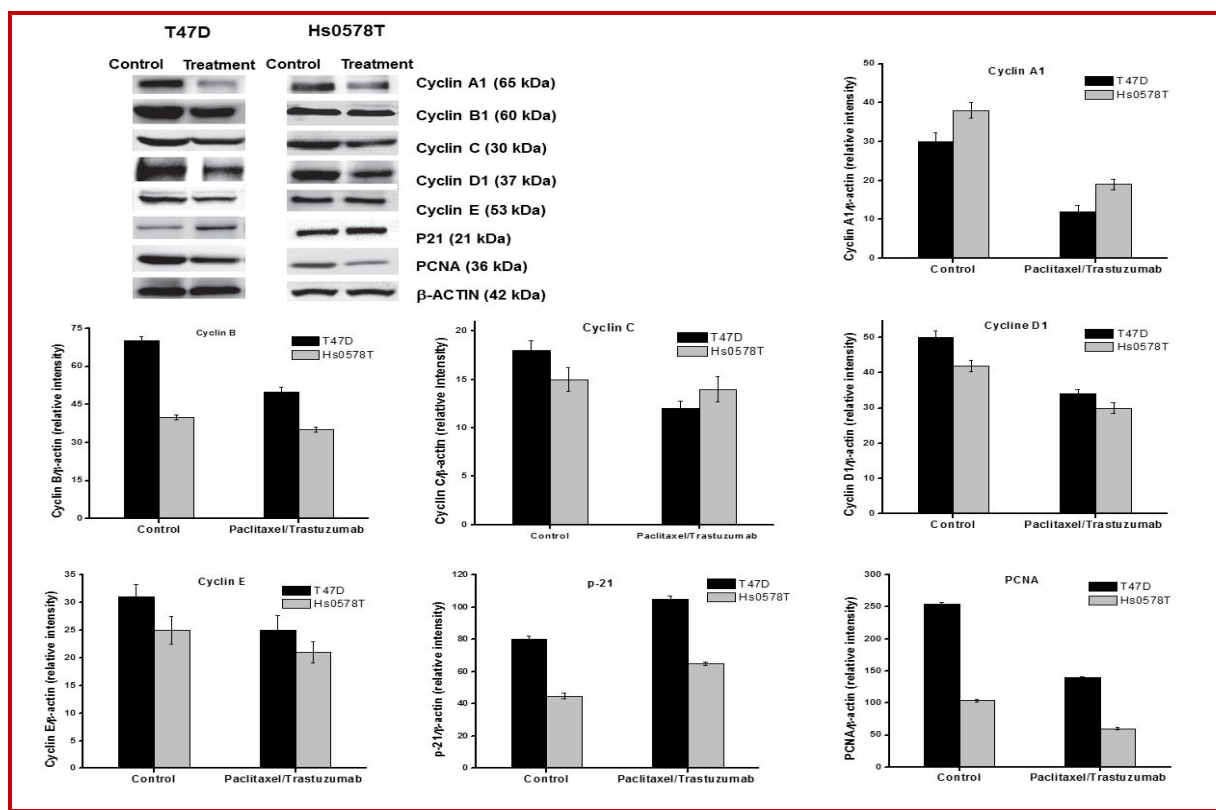 T47D Hs0578T
Control Treatment Control Treatment
Cyclin A1 (65 kDa)
Cyclin B1 (60 kDa)
Cyclin C (30 kDa)
Cyclin D1 (37 kDa)
Cyclin E (53 kDa)
P21 (21 kDa)
PCNA (36 kDa)
β-ACTIN (42 kDa)
Cyclin A1
T47D
Hs0578T
Cyclin A1/β-actin (relative intensity)
50
40
30
20
10
0
Control Paclitaxel/Trastuzumab
Cyclin B
T47D
Hs0578T
Cyclin B/β-actin (relative intensity)
75
60
45
30
15
0
Control Paclitaxel/Trastuzumab
Cyclin C
T47D
Hs0578T
Cyclin C/β-actin (relative intensity)
20
15
10
5
0
Control Paclitaxel/Trastuzumab
Cycline D1
T47D
Hs0578T
Cyclin D1/β-actin (relative intensity)
50
40
30
20
10
0
Control Paclitaxel/Trastuzumab
Cyclin E
T47D
Hs0578T
Cyclin E/β-actin (relative intensity)
35
30
25
20
15
10
5
0
Control Paclitaxel/Trastuzumab
p-21
T47D
Hs0578T
p-21/β-actin (relative intensity)
120
100
80
60
40
20
0
Control Paclitaxel/Trastuzumab
PCNA
T47D
Hs0578T
PCNA/β-actin (relative intensity)
300
250
200
150
100
50
0
Control Paclitaxel/Trastuzumab